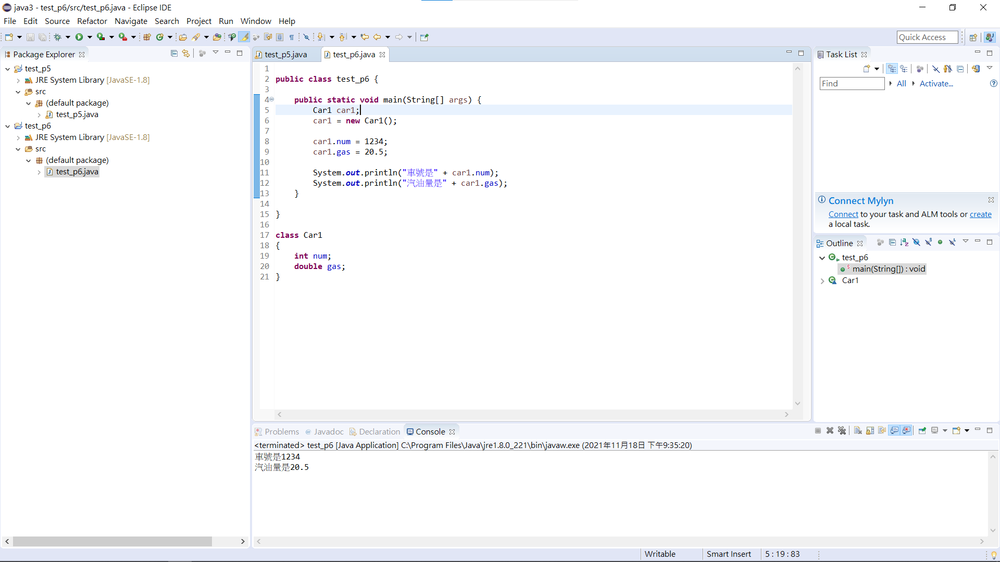 java3 - test_p6/src/test_p6.java - Eclipse IDE
File Edit Source Refactor Navigate Search Project Run Window Help
Quick Access
Package Explorer
test_p5
JRE System Library [JavaSE-1.8]
src
(default package)
test_p5.java
test_p6
JRE System Library [JavaSE-1.8]
src
(default package)
test_p6.java
test_p5.java test_p6.java
1
2 public class test_p6 {
3
4 public static void main(String[] args) {
5 Car1 car1;
6 car1 = new Car1();
7
8 car1.num = 1234;
9 car1.gas = 20.5;
10
11 System.out.println("車號是" + car1.num);
12 System.out.println("汽油量是" + car1.gas);
13 }
14
15 }
16
17 class Car1
18 {
19 int num;
20 double gas;
21 }
Task List
Find All Activate...
Connect Mylyn
Connect to your task and ALM tools or create
a local task.
Outline
test_p6
main(String[]) : void
Car1
Problems @ Javadoc Declaration Console
<terminated> test_p6 [Java Application] C:\Program Files\Java\jre1.8.0_221\bin\javaw.exe (2021年11月18日 下午9:35:20)
車號是1234
汽油量是20.5
Writable Smart Insert 5 : 19 : 83